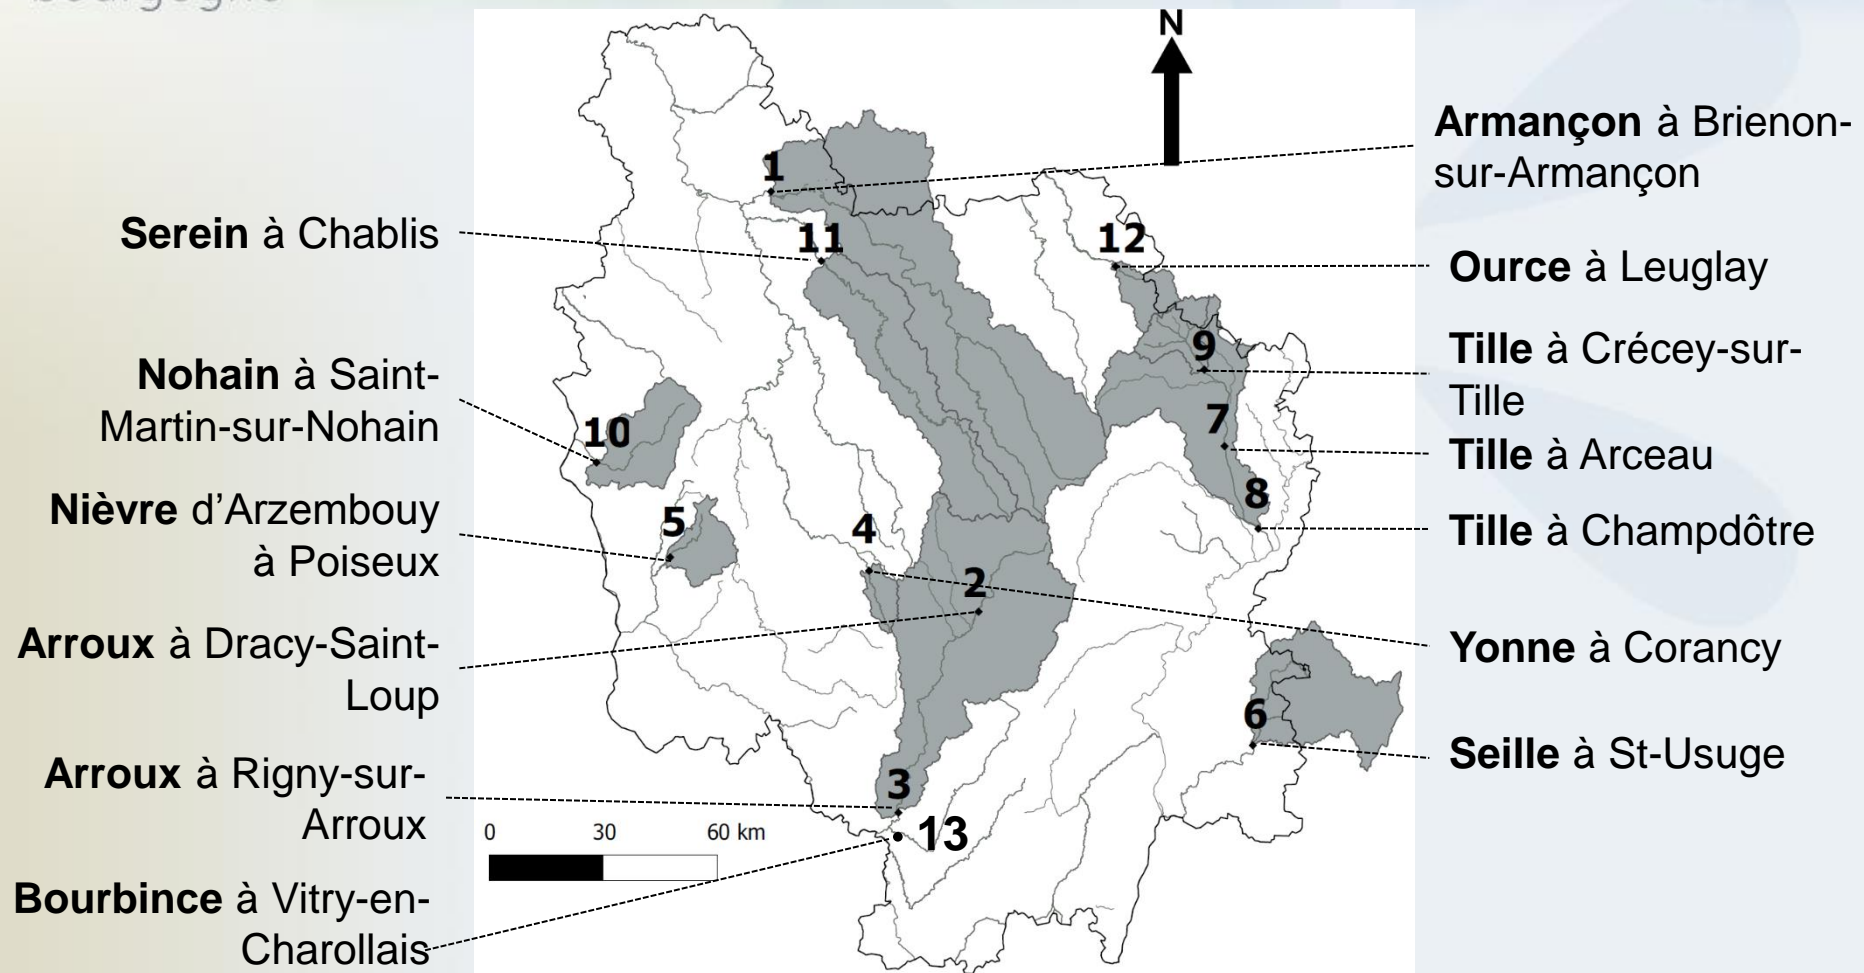 bourgogne
N
Armançon à Brienon-
sur-Armançon
1
Serein à Chablis
11
12
Ource à Leuglay
9
Tille à Crécey-sur-
Tille
Nohain à Saint-
Martin-sur-Nohain
10
7
Tille à Arceau
Nièvre d’Arzembouy
à Poiseux
5
4
8
Tille à Champdôtre
2
Arroux à Dracy-Saint-
Loup
Yonne à Corancy
6
Seille à St-Usuge
Arroux à Rigny-sur-
Arroux
3
13
0 30 60 km
Bourbince à Vitry-en-
Charollais